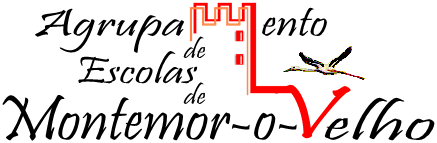 Agrupamento
de
Escolas
de
Montemor-o-Velho